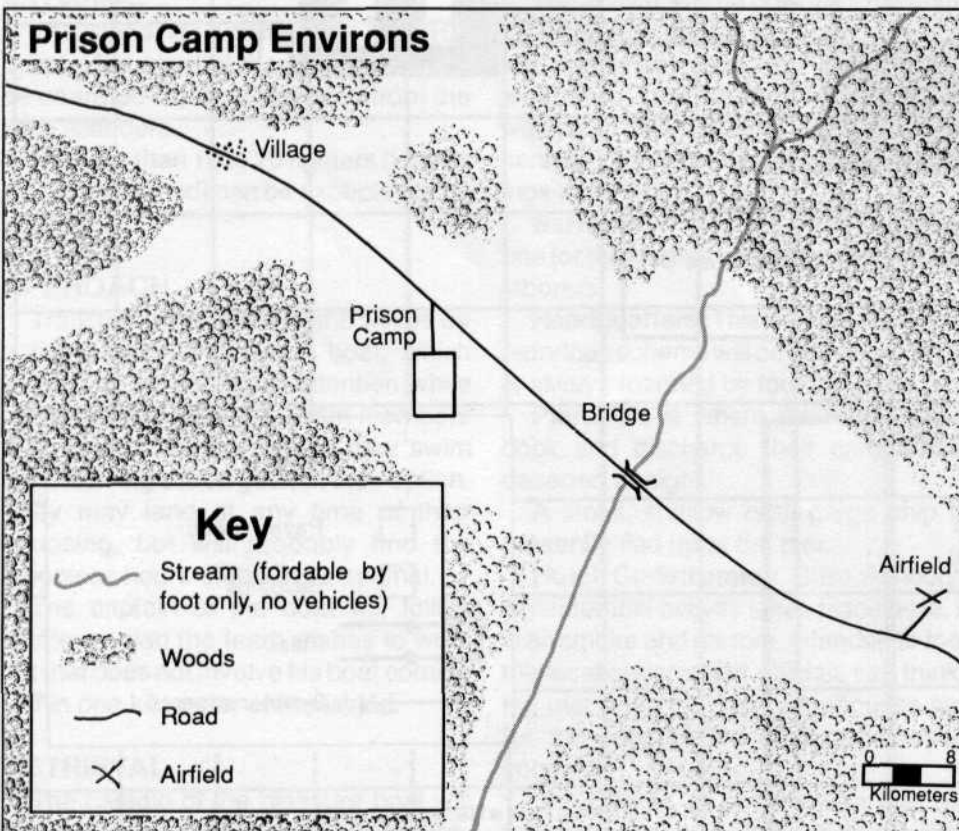 Prison Camp Environs
Village
Prison
Camp
Bridge
Airfield
Key
Stream (fordable by
foot only, no vehicles)
Woods
Road
Airfield
0 8
Kilometers